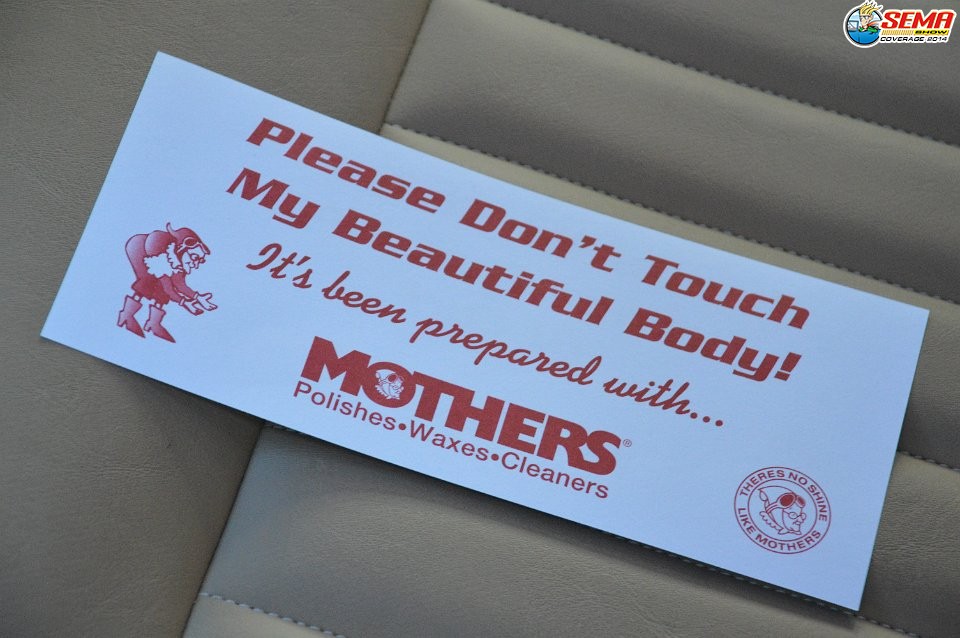 SEMA
SHOW
COVERAGE 2014
Please Don't Touch
My Beautiful Body!
It's been prepared with...
MOTHERS®
Polishes•Waxes•Cleaners
THERES NO SHINE
LIKE MOTHERS